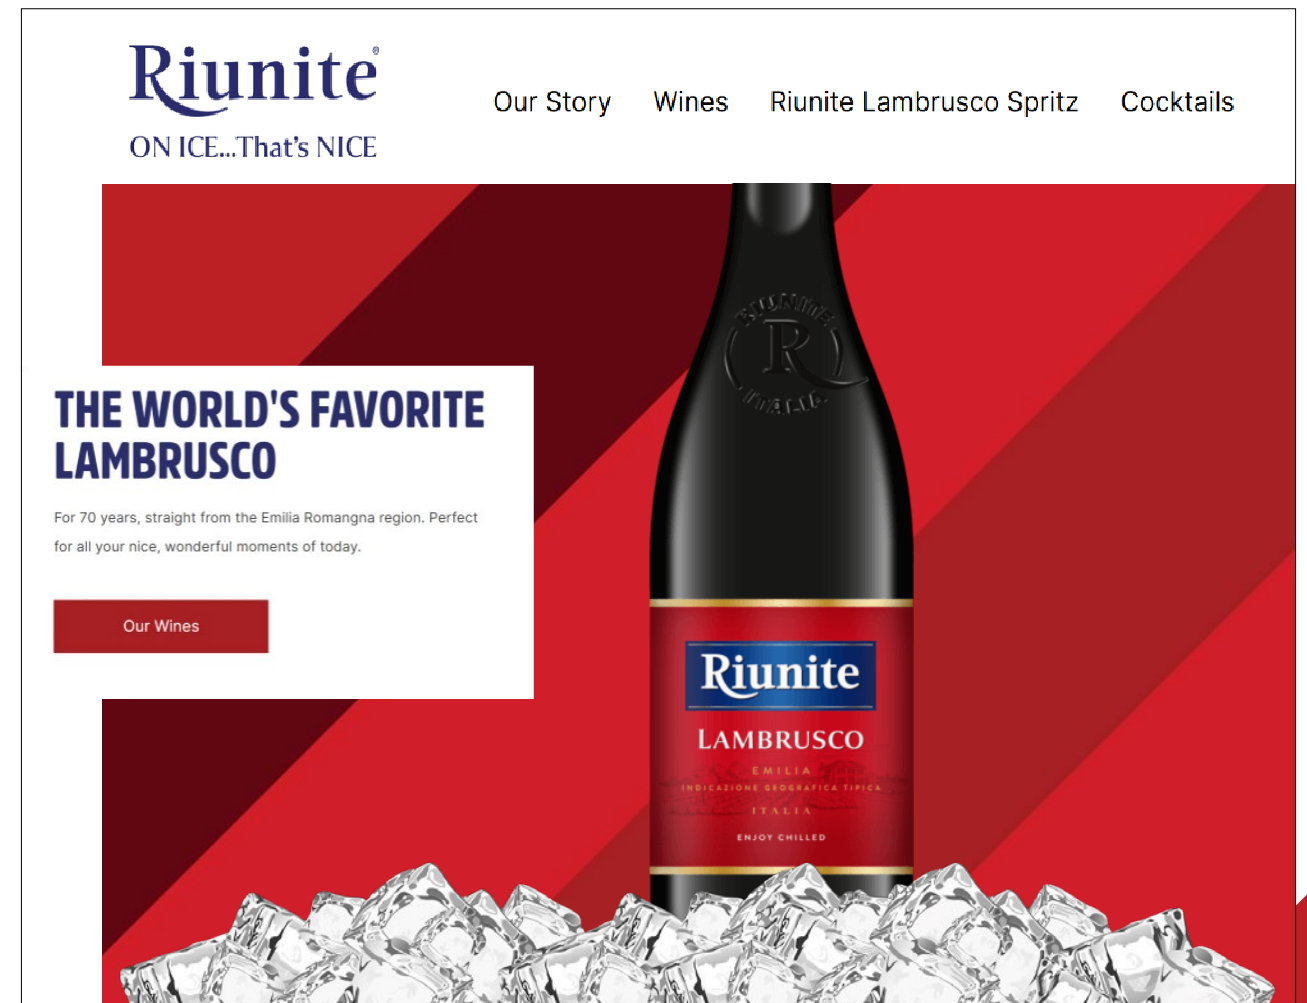 Riunite®
ON ICE...That's NICE
Our Story Wines Riunite Lambrusco Spritz Cocktails
RIUNITE
R
ITALIA
THE WORLD'S FAVORITE
LAMBRUSCO
For 70 years, straight from the Emilia Romangna region. Perfect
for all your nice, wonderful moments of today.
Our Wines
Riunite
LAMBRUSCO
EMILIA
INDICAZIONE GEOGRAFICA TIPICA
ITALIA
ENJOY CHILLED